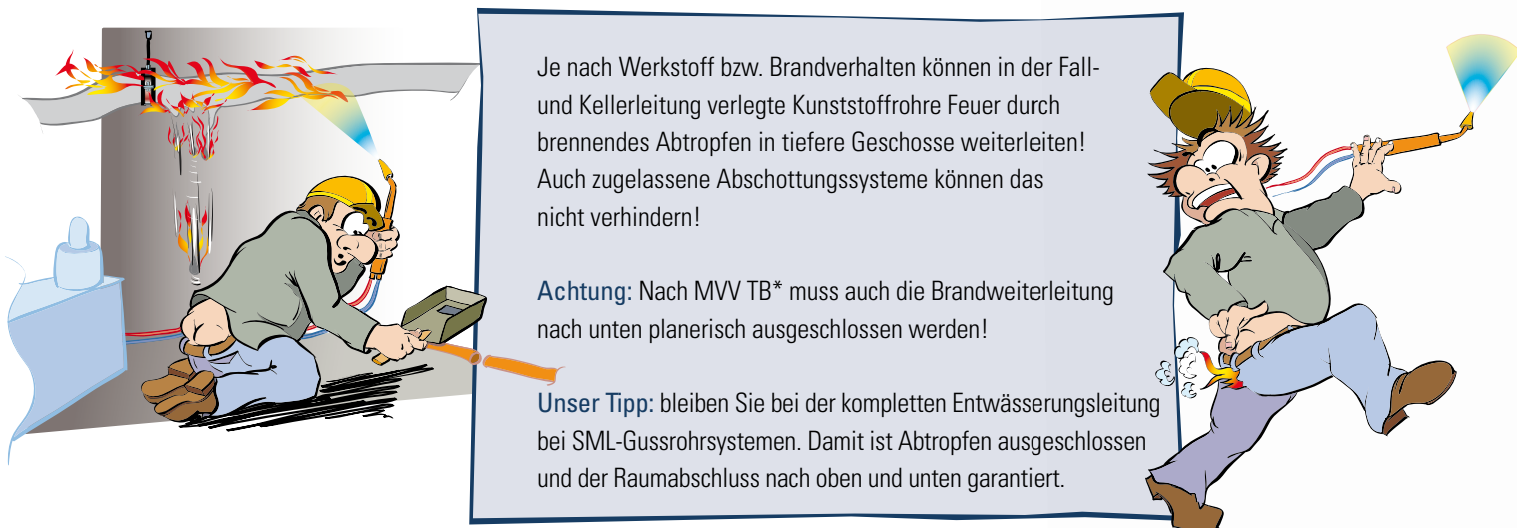 Je nach Werkstoff bzw. Brandverhalten können in der Fall-
und Kellerleitung verlegte Kunststoffrohre Feuer durch
brennendes Abtropfen in tiefere Geschosse weiterleiten!
Auch zugelassene Abschottungssysteme können das
nicht verhindern!
Achtung: Nach MVV TB* muss auch die Brandweiterleitung
nach unten planerisch ausgeschlossen werden!
Unser Tipp: bleiben Sie bei der kompletten Entwässerungsleitung
bei SML-Gussrohrsystemen. Damit ist Abtropfen ausgeschlossen
und der Raumabschluss nach oben und unten garantiert.